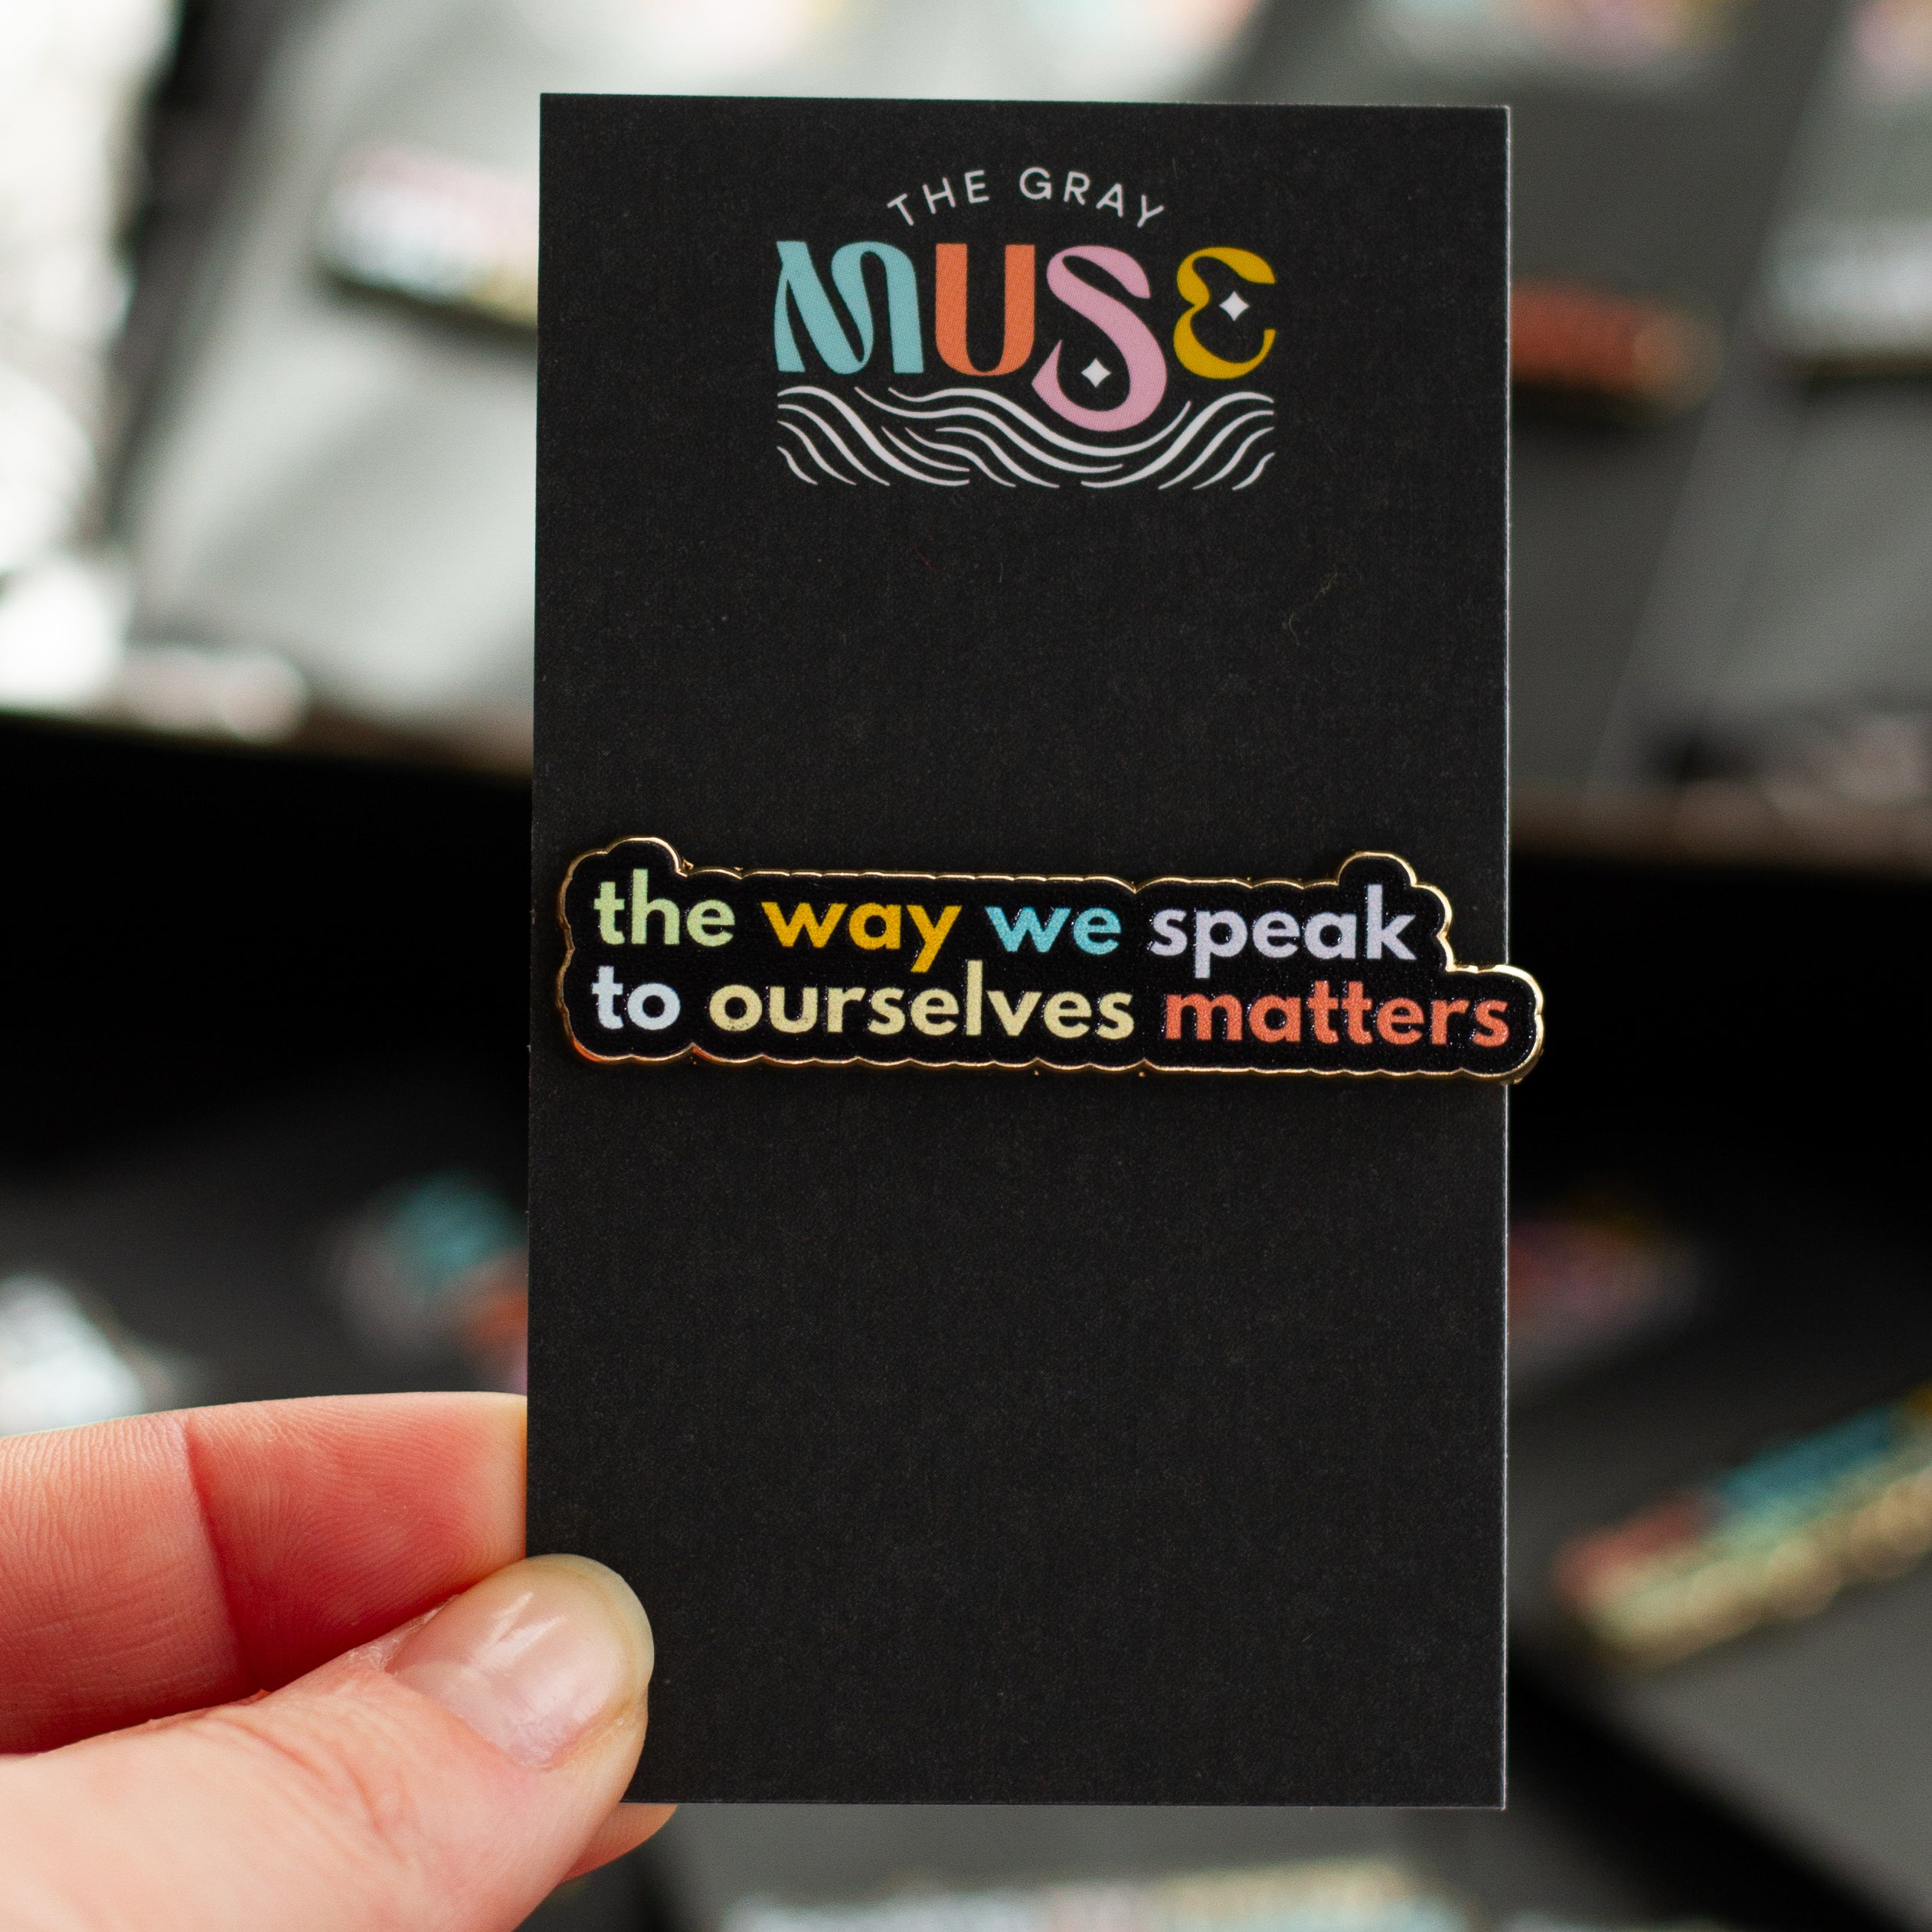 THE GRAY
MUSE
the way we speak
to ourselves matters